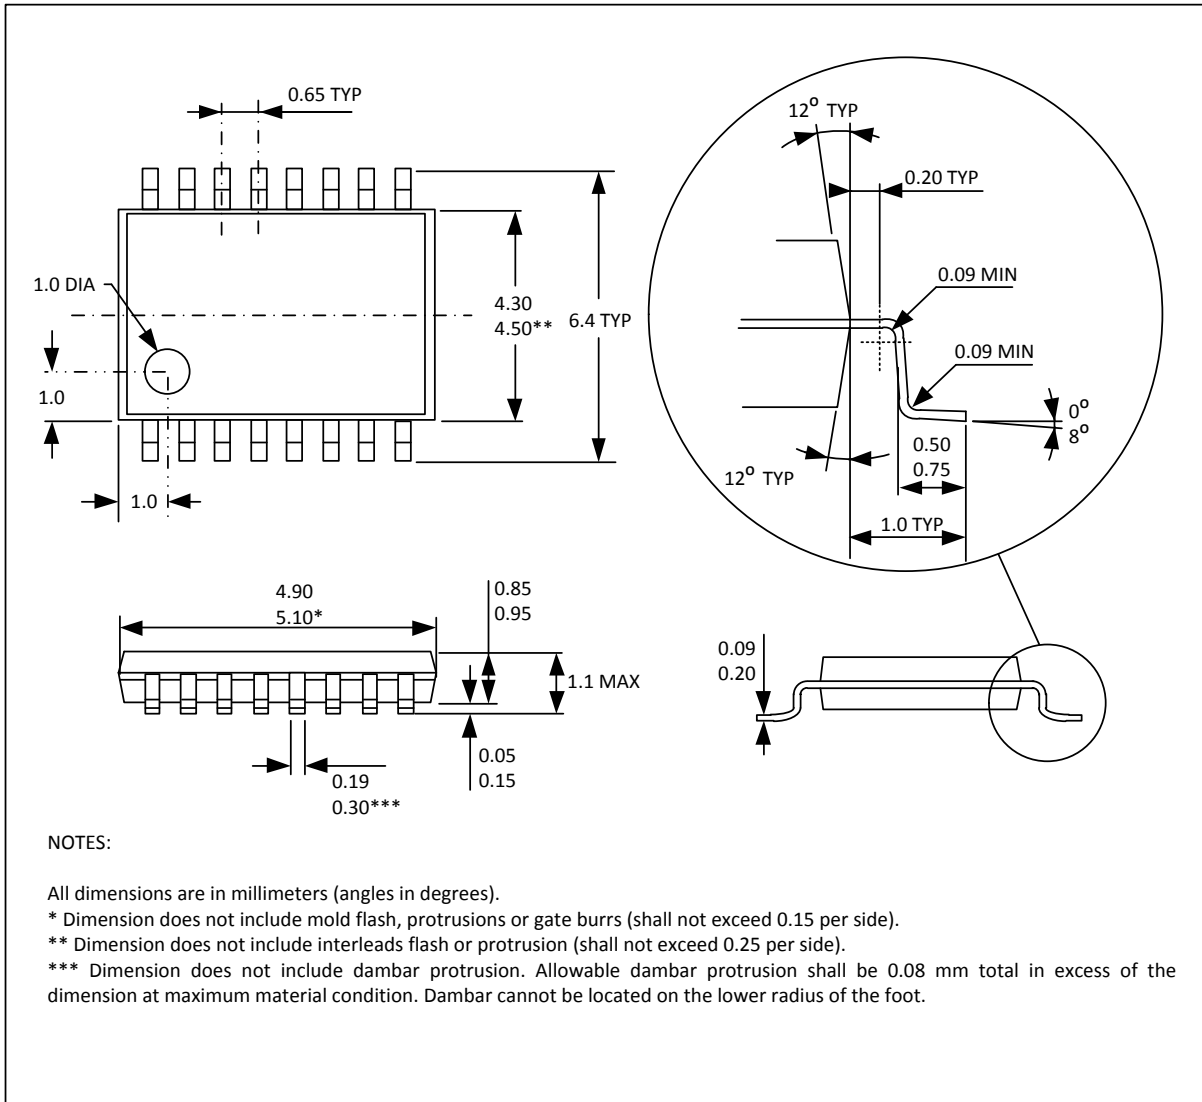 0.65 TYP
12° TYP
0.20 TYP
1.0 DIA
0.09 MIN
4.30
4.50**
6.4 TYP
0.09 MIN
1.0
0°
8°
0.50
0.75
12° TYP
1.0
1.0 TYP
4.90
5.10*
0.85
0.95
0.09
0.20
1.1 MAX
0.05
0.15
0.19
0.30***
NOTES:
All dimensions are in millimeters (angles in degrees).
* Dimension does not include mold flash, protrusions or gate burrs (shall not exceed 0.15 per side).
** Dimension does not include interleads flash or protrusion (shall not exceed 0.25 per side).
*** Dimension does not include dambar protrusion. Allowable dambar protrusion shall be 0.08 mm total in excess of the
dimension at maximum material condition. Dambar cannot be located on the lower radius of the foot.